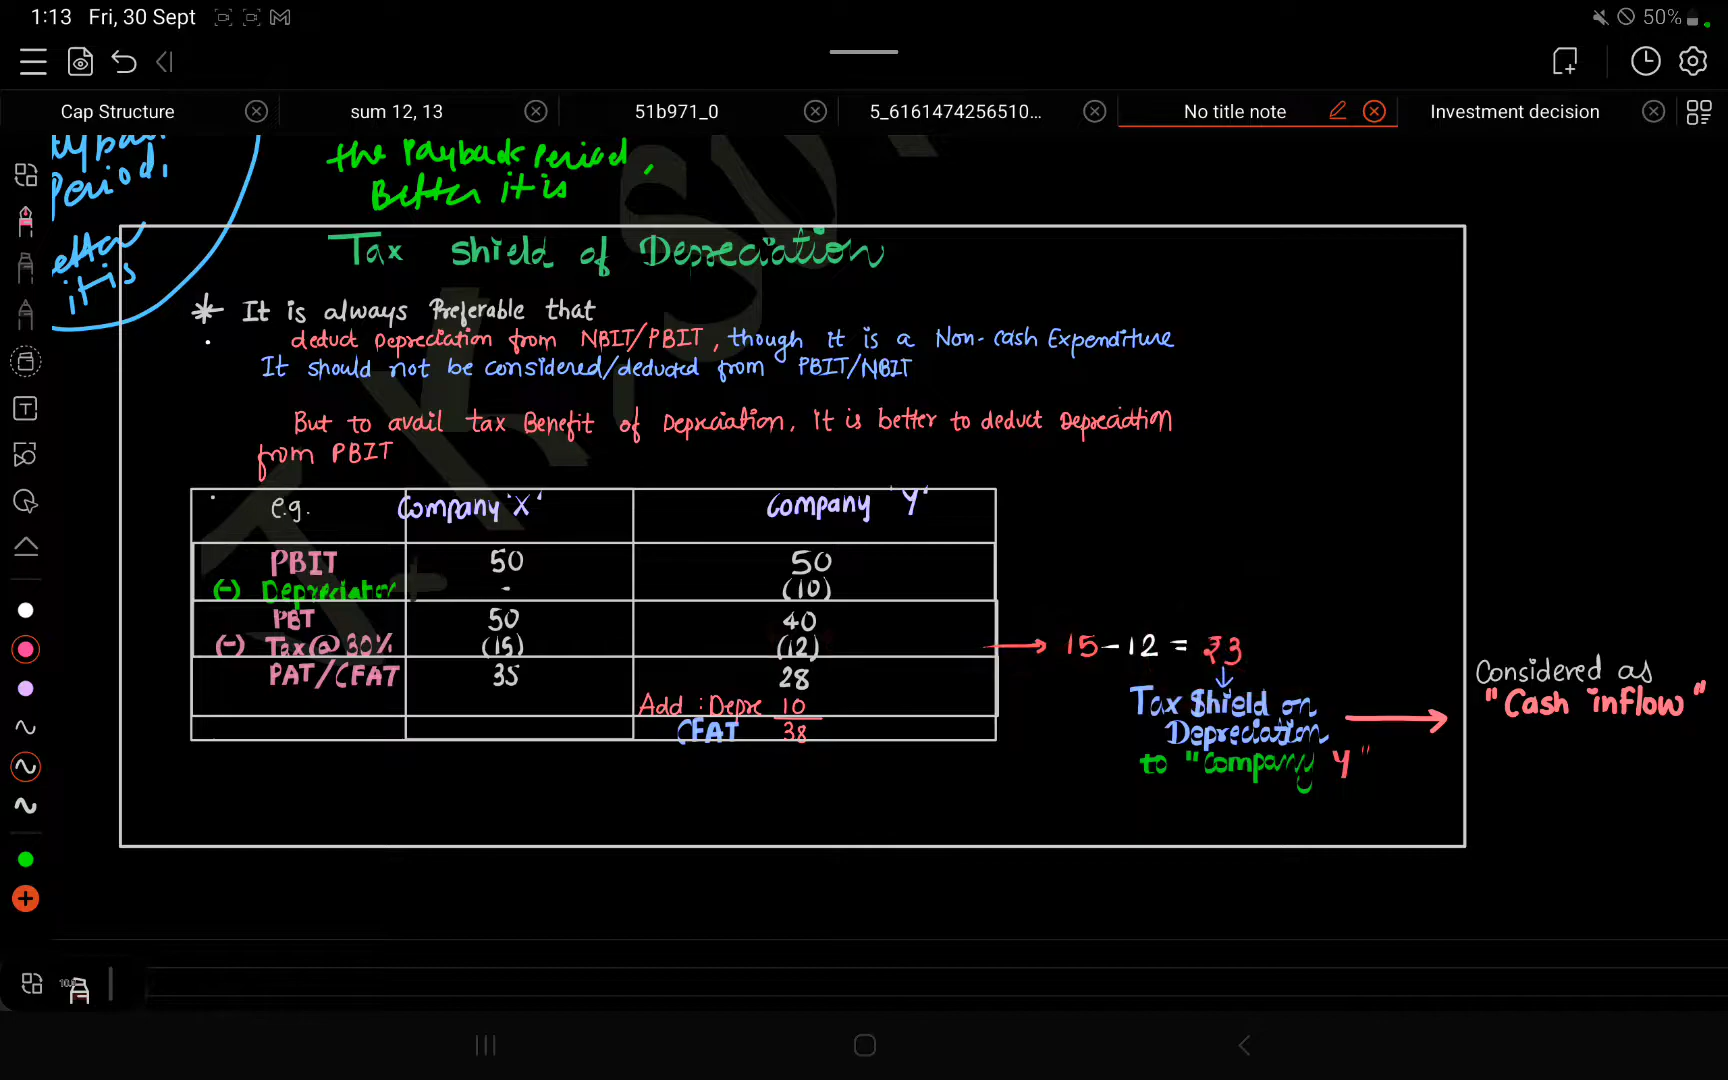 1:13 Fri, 30 Sept
50%
Cap Structure
sum 12, 13
51b971_0
5_6161474256510...
No title note
Investment decision
Period,
it is
the Payback Period,
Better it is
Tax Shield of Depreciation
* It is always Preferable that
deduct Depreciation from NBIT/PBIT, though it is a Non-cash Expenditure
It should not be considered/deducted from PBIT/NBIT
But to avail tax Benefit of Depreciation, It is better to deduct Depreciation
from PBIT
e.g. Company 'X' Company 'Y'
PBIT 50 50
(-) Depreciation - (10)
PBT 50 40
(-) Tax@30% (15) (12) → 15-12 = ₹3
PAT/CFAT 35 28
Add : Depre 10
CFAT 38
Tax Shield on
Depreciation
to "Company Y"
Considered as
"Cash inflow"